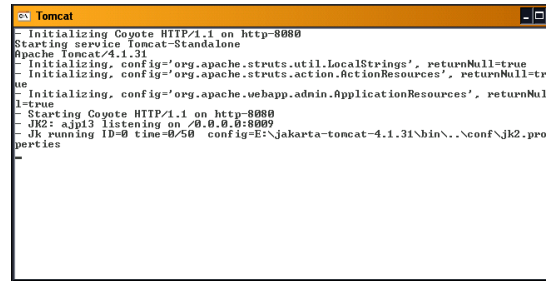 Tomcat
- Initializing Coyote HTTP/1.1 on http-8080
Starting service Tomcat-Standalone
Apache Tomcat/4.1.31
- Initializing, config='org.apache.struts.util.LocalStrings', returnNull=true
- Initializing, config='org.apache.struts.action.ActionResources', returnNull=tr
ue
- Initializing, config='org.apache.webapp.admin.ApplicationResources', returnNul
l=true
- Starting Coyote HTTP/1.1 on http-8080
- JK2: ajp13 listening on /0.0.0.0:8009
- Jk running ID=0 time=0/50  config=E:\jakarta-tomcat-4.1.31\bin\..\conf\jk2.pro
perties